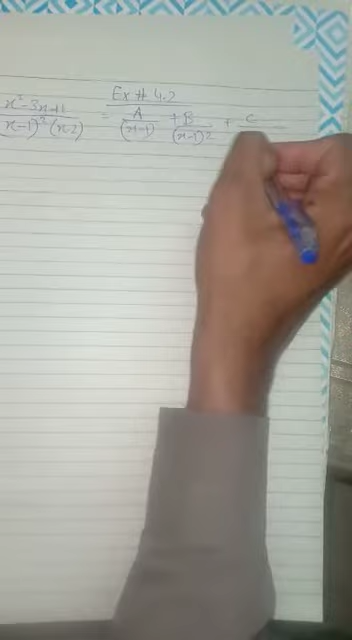 Ex # 4.2
x²-3x+1 / (x-1)²(x-2) = A/(x-1) + B/(x-1)² + C